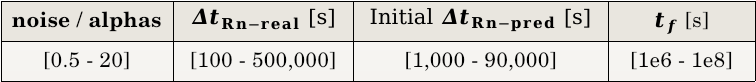 noise / alphas Δt_Rn−real [s] Initial Δt_Rn−pred [s] t_f [s]
[0.5 - 20] [100 - 500,000] [1,000 - 90,000] [1e6 - 1e8]